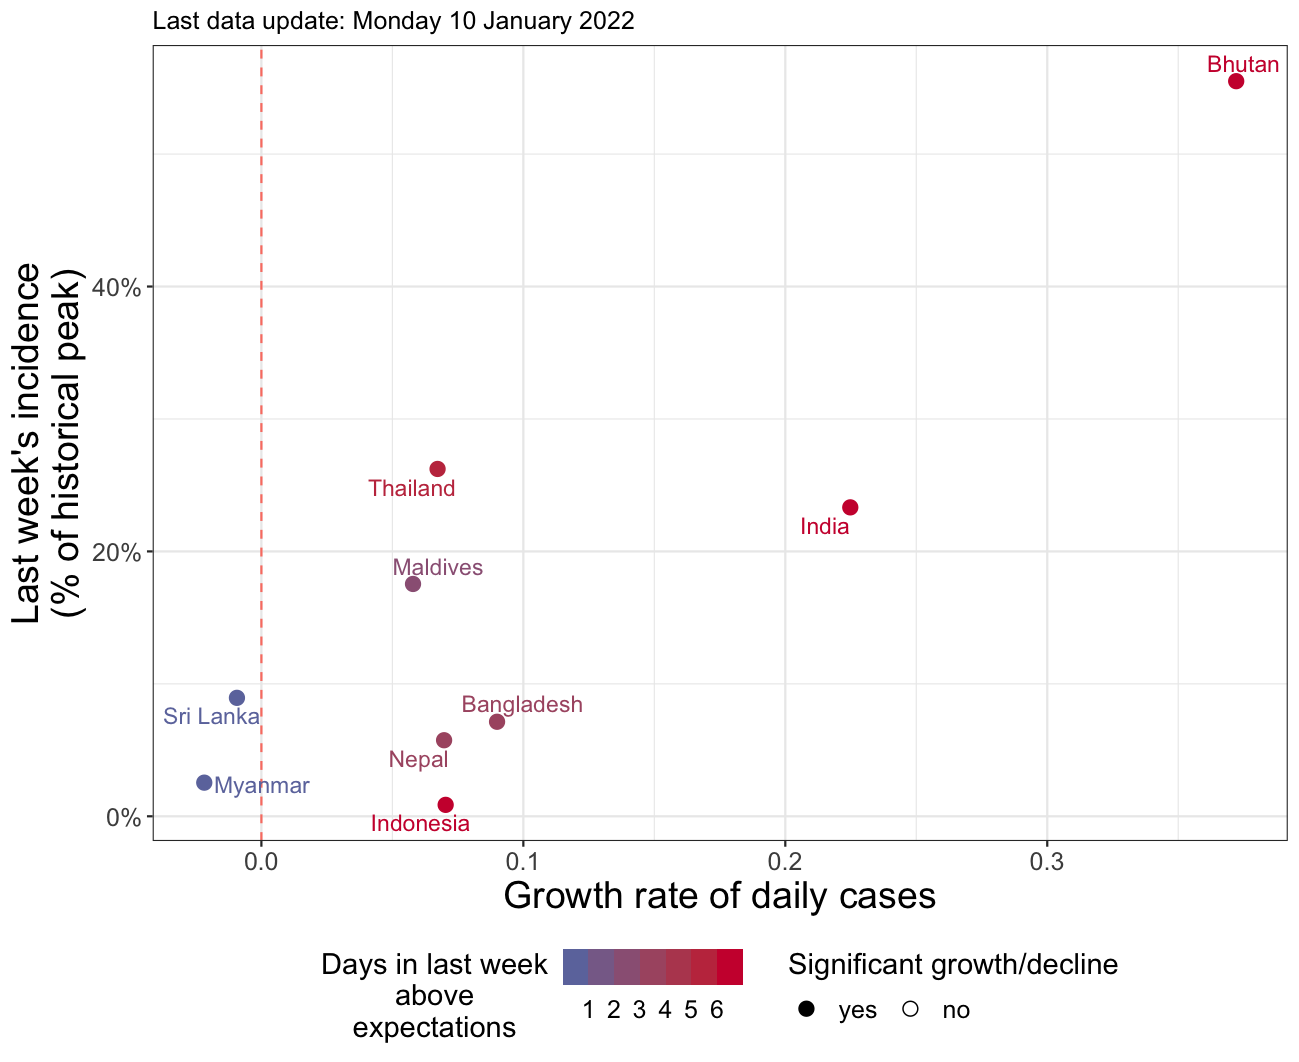 Last data update: Monday 10 January 2022
Bhutan
Last week's incidence
(% of historical peak)
40%
20%
0%
Thailand
India
Maldives
Sri Lanka
Bangladesh
Nepal
Myanmar
Indonesia
0.0 0.1 0.2 0.3
Growth rate of daily cases
Days in last week
above
expectations
1 2 3 4 5 6
Significant growth/decline
yes no